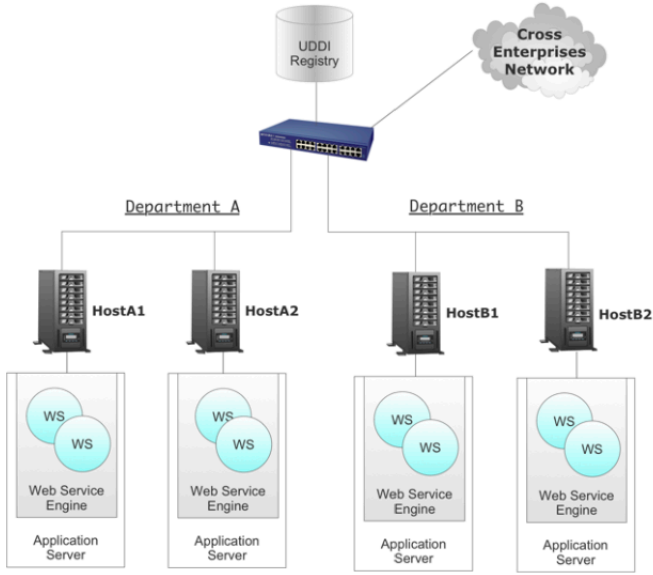 UDDI
Registry
Cross
Enterprises
Network
Department A
Department B
HostA1
HostA2
HostB1
HostB2
WS
WS
WS
WS
WS
WS
WS
WS
Web Service
Engine
Web Service
Engine
Web Service
Engine
Web Service
Engine
Application
Server
Application
Server
Application
Server
Application
Server